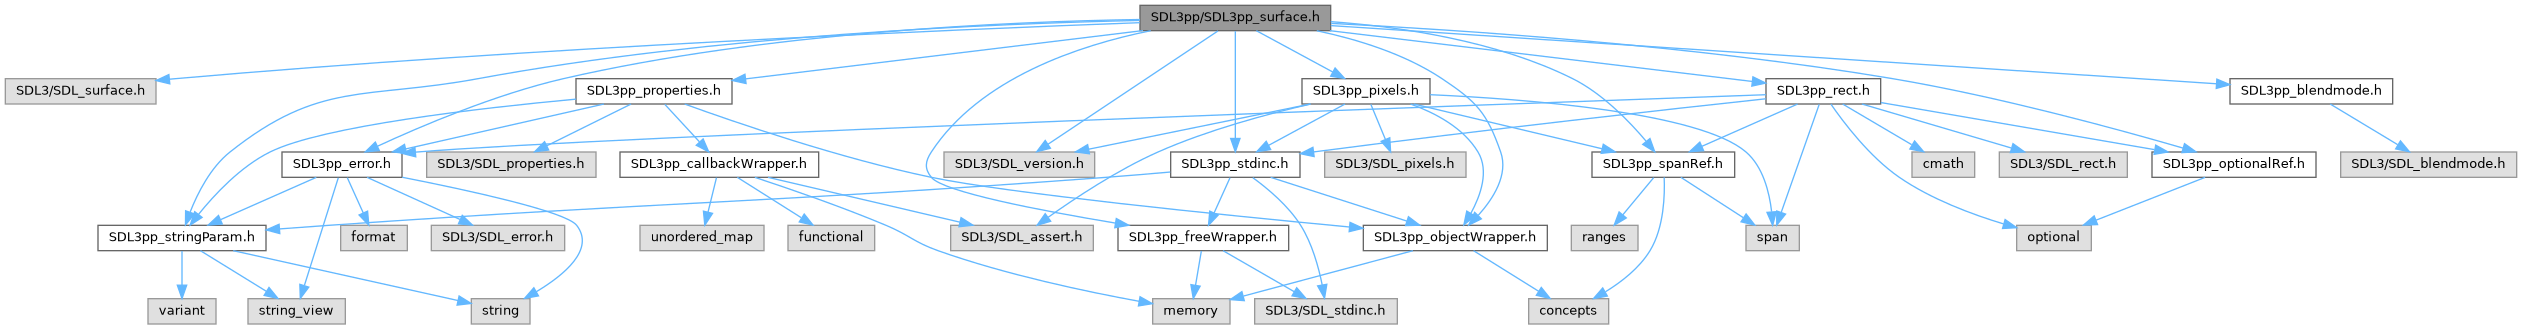 SDL3pp/SDL3pp_surface.h
SDL3/SDL_surface.h
SDL3pp_properties.h
SDL3pp_pixels.h
SDL3pp_rect.h
SDL3pp_blendmode.h
SDL3pp_error.h
SDL3/SDL_properties.h
SDL3pp_callbackWrapper.h
SDL3/SDL_version.h
SDL3pp_stdinc.h
SDL3/SDL_pixels.h
SDL3pp_spanRef.h
cmath
SDL3/SDL_rect.h
SDL3pp_optionalRef.h
SDL3/SDL_blendmode.h
SDL3pp_stringParam.h
format
SDL3/SDL_error.h
unordered_map
functional
SDL3/SDL_assert.h
SDL3pp_freeWrapper.h
SDL3pp_objectWrapper.h
ranges
span
optional
variant
string_view
string
memory
SDL3/SDL_stdinc.h
concepts